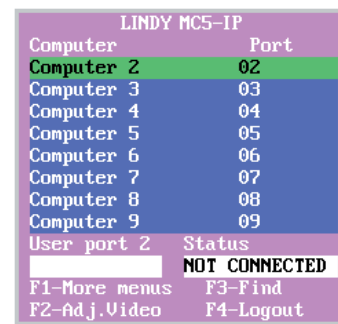 LINDY MC5-IP
Computer Port
Computer 2 02
Computer 3 03
Computer 4 04
Computer 5 05
Computer 6 06
Computer 7 07
Computer 8 08
Computer 9 09
User port 2 Status
NOT CONNECTED
F1-More menus F3-Find
F2-Adj.Video F4-Logout